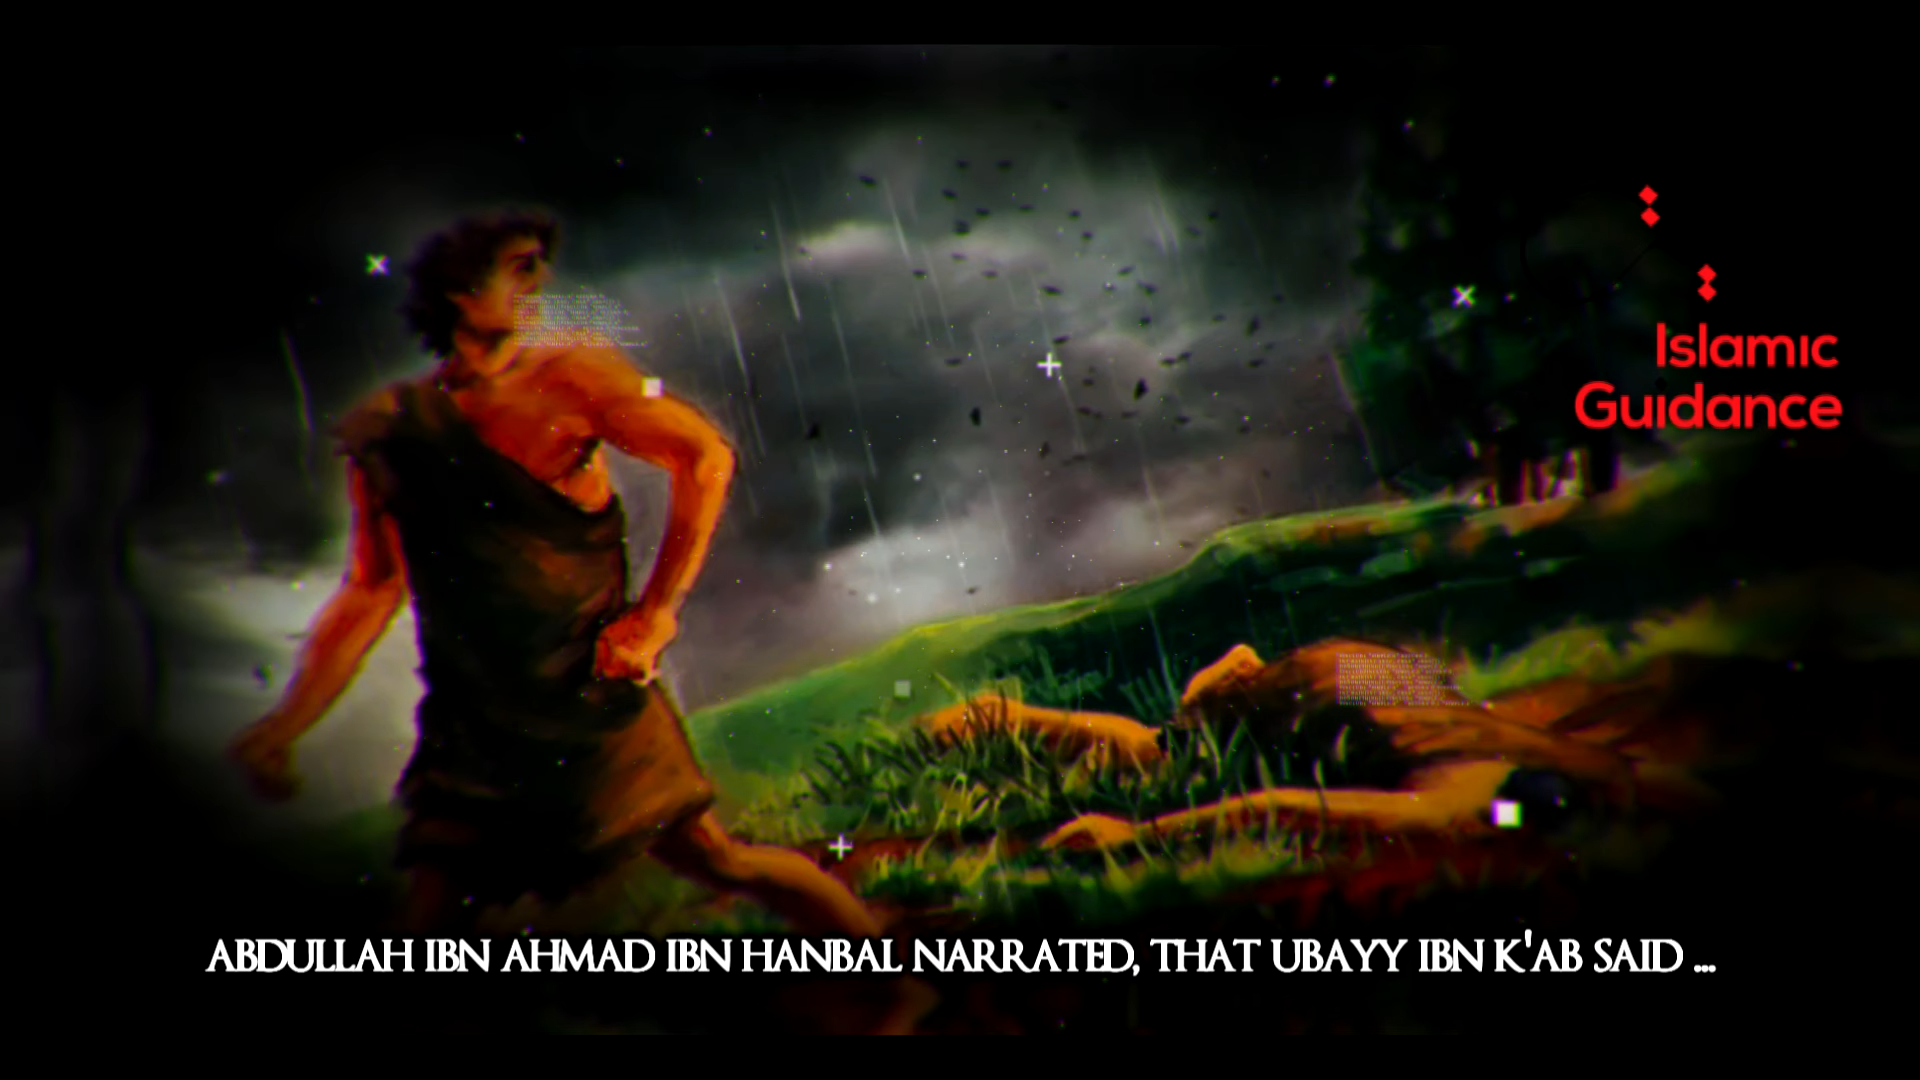 Islamic
Guidance
ABDULLAH IBN AHMAD IBN HANBAL NARRATED, THAT UBAYY IBN K'AB SAID ...